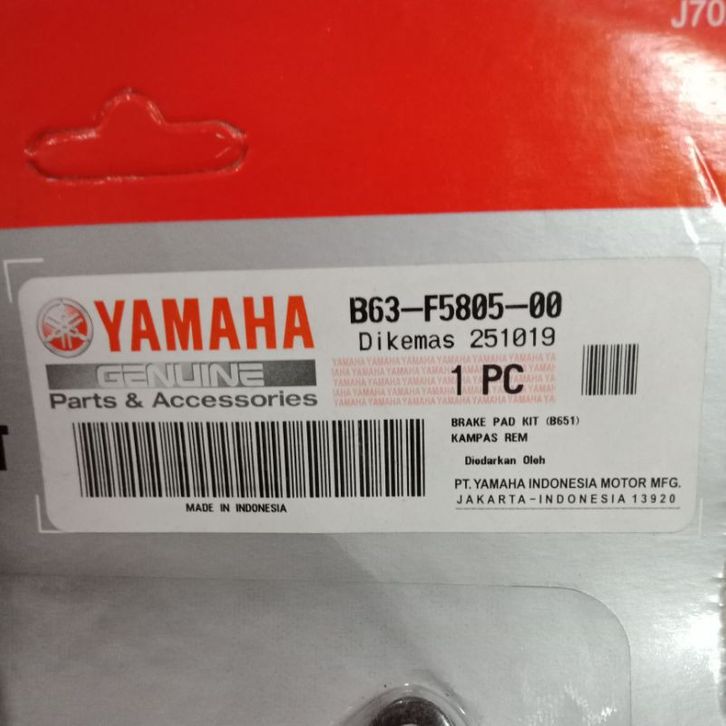 J70
YAMAHA
GENUINE
Parts & Accessories
B63-F5805-00
Dikemas 251019
1 PC
BRAKE PAD KIT (B651)
KAMPAS REM
Diedarkan Oleh
PT. YAMAHA INDONESIA MOTOR MFG.
JAKARTA-INDONESIA 13920
MADE IN INDONESIA
T